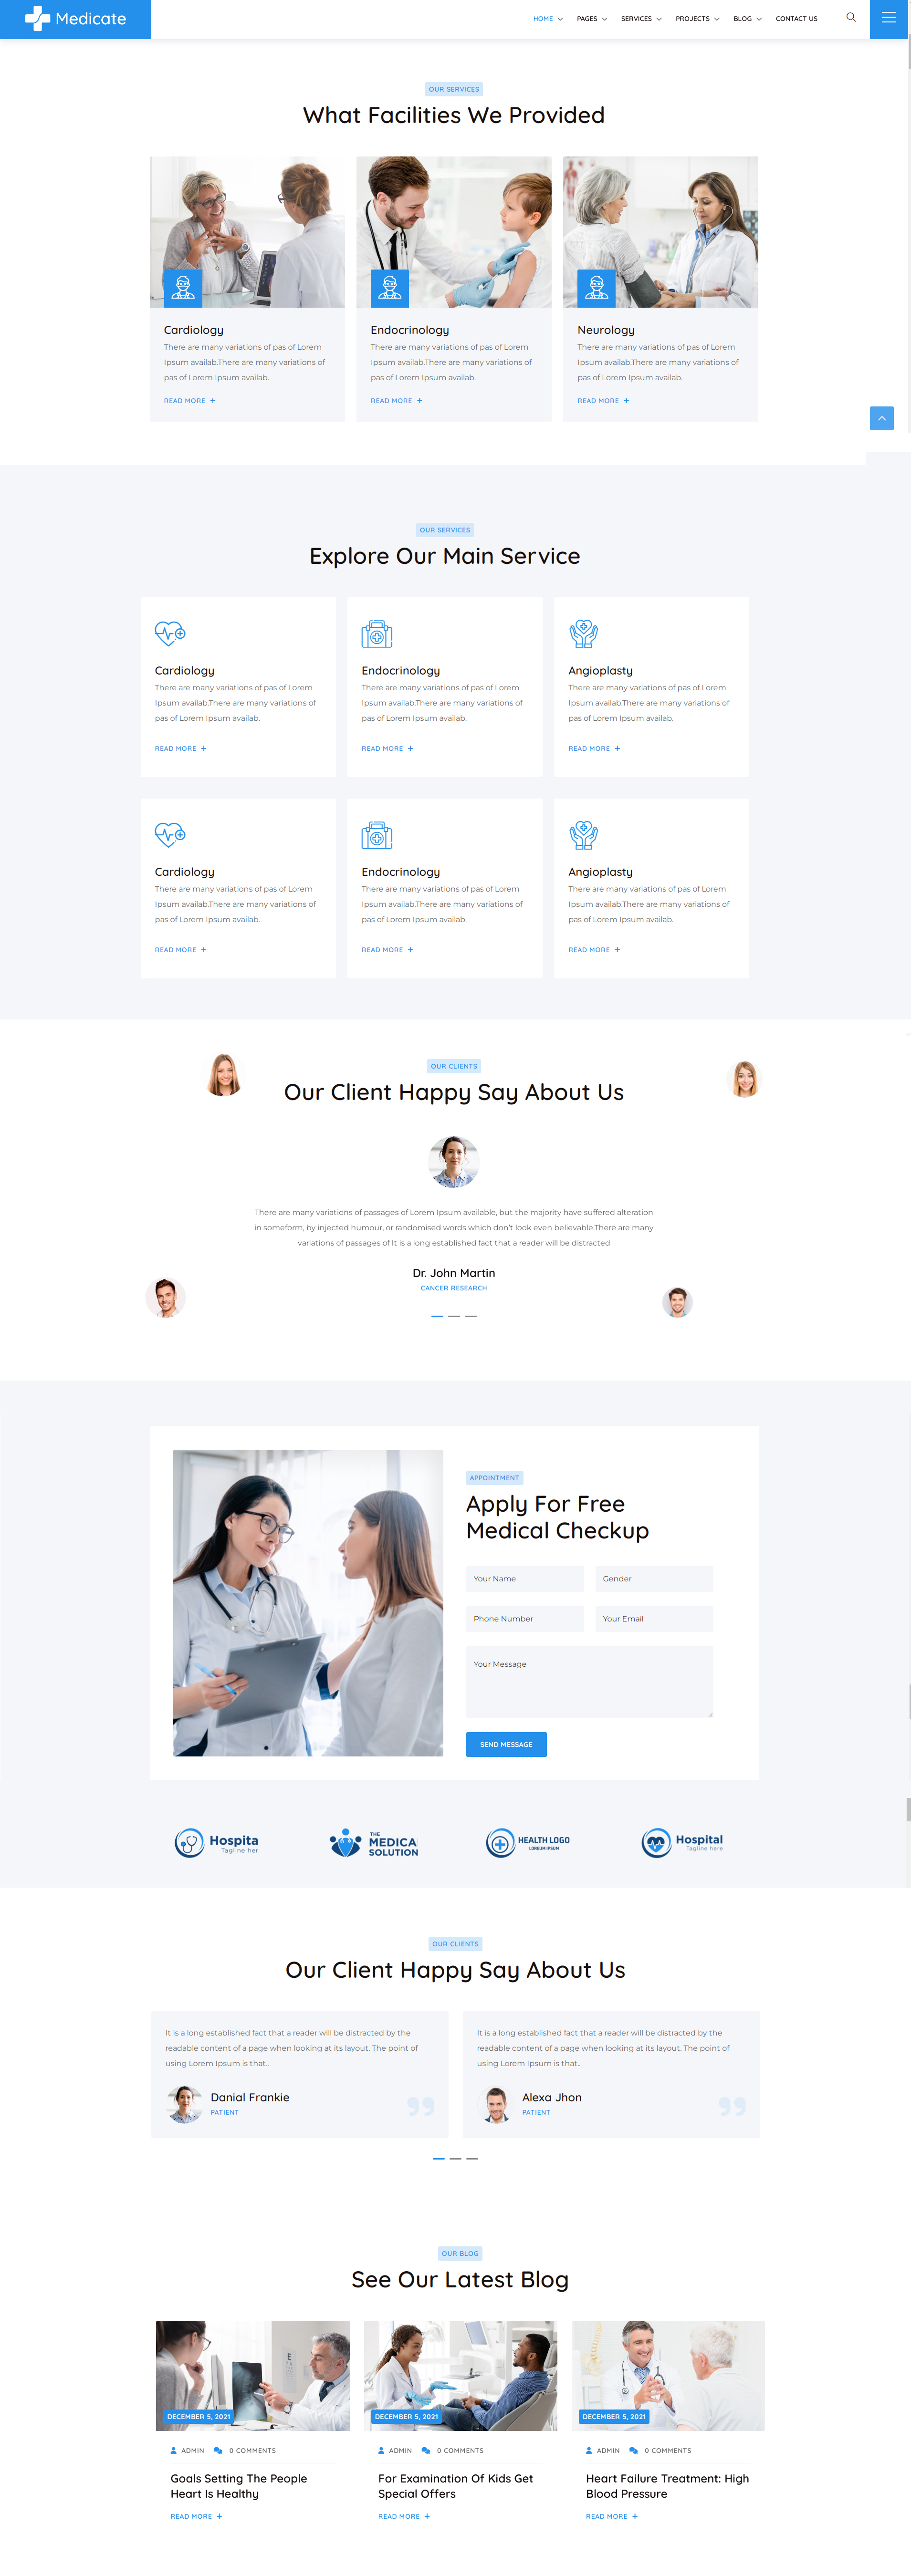 Medicate
HOME PAGES SERVICES PROJECTS BLOG CONTACT US
OUR SERVICES
What Facilities We Provided
Cardiology
There are many variations of pas of Lorem
Ipsum availab.There are many variations of
pas of Lorem Ipsum availab.
READ MORE +
Endocrinology
There are many variations of pas of Lorem
Ipsum availab.There are many variations of
pas of Lorem Ipsum availab.
READ MORE +
Neurology
There are many variations of pas of Lorem
Ipsum availab.There are many variations of
pas of Lorem Ipsum availab.
READ MORE +
OUR SERVICES
Explore Our Main Service
Cardiology
There are many variations of pas of Lorem
Ipsum availab.There are many variations of
pas of Lorem Ipsum availab.
READ MORE +
Endocrinology
There are many variations of pas of Lorem
Ipsum availab.There are many variations of
pas of Lorem Ipsum availab.
READ MORE +
Angioplasty
There are many variations of pas of Lorem
Ipsum availab.There are many variations of
pas of Lorem Ipsum availab.
READ MORE +
Cardiology
There are many variations of pas of Lorem
Ipsum availab.There are many variations of
pas of Lorem Ipsum availab.
READ MORE +
Endocrinology
There are many variations of pas of Lorem
Ipsum availab.There are many variations of
pas of Lorem Ipsum availab.
READ MORE +
Angioplasty
There are many variations of pas of Lorem
Ipsum availab.There are many variations of
pas of Lorem Ipsum availab.
READ MORE +
OUR CLIENTS
Our Client Happy Say About Us
There are many variations of passages of Lorem Ipsum available, but the majority have suffered alteration
in someform, by injected humour, or randomised words which don't look even believable.There are many
variations of passages of It is a long established fact that a reader will be distracted
Dr. John Martin
CANCER RESEARCH
APPOINTMENT
Apply For Free
Medical Checkup
Your Name
Gender
Phone Number
Your Email
Your Message
SEND MESSAGE
Hospita
Tagline her
THE
MEDICA
SOLUTION
HEALTH LOGO
LOREM IPSUM
Hospital
Tagline here
OUR CLIENTS
Our Client Happy Say About Us
It is a long established fact that a reader will be distracted by the
readable content of a page when looking at its layout. The point of
using Lorem Ipsum is that..
Danial Frankie
PATIENT
It is a long established fact that a reader will be distracted by the
readable content of a page when looking at its layout. The point of
using Lorem Ipsum is that..
Alexa Jhon
PATIENT
OUR BLOG
See Our Latest Blog
DECEMBER 5, 2021
ADMIN 0 COMMENTS
Goals Setting The People
Heart Is Healthy
READ MORE +
DECEMBER 5, 2021
ADMIN 0 COMMENTS
For Examination Of Kids Get
Special Offers
READ MORE +
DECEMBER 5, 2021
ADMIN 0 COMMENTS
Heart Failure Treatment: High
Blood Pressure
READ MORE +